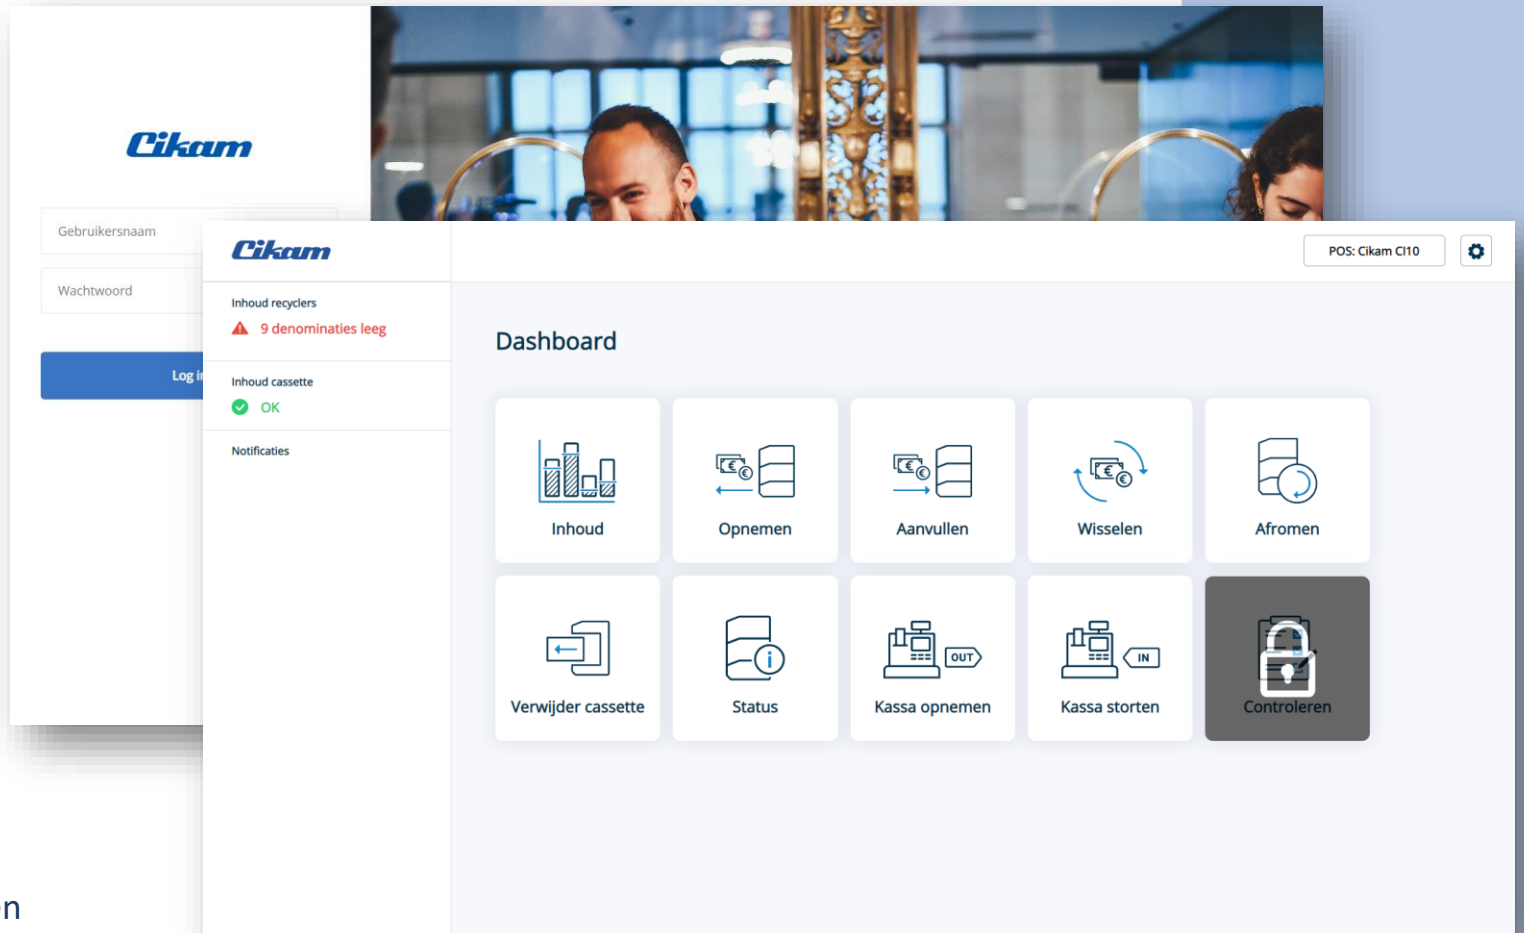 Cikam
Gebruikersnaam
Wachtwoord
Log in
Cikam
POS: Cikam CI10
Inhoud recyclers
9 denominaties leeg
Inhoud cassette
OK
Notificaties
Dashboard
Inhoud
Opnemen
Aanvullen
Wisselen
Afromen
OUT
IN
Verwijder cassette
Status
Kassa opnemen
Kassa storten
Controleren